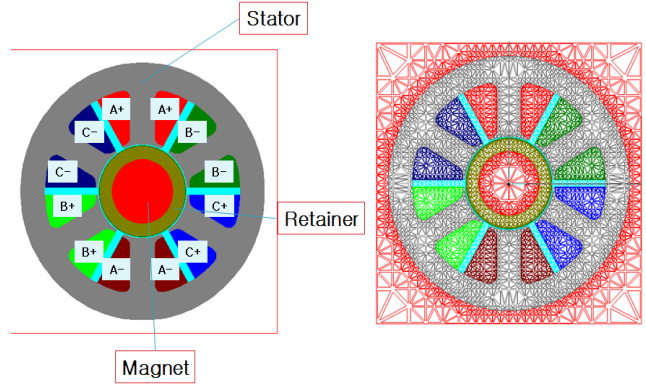 Stator
A+ A+
C- B-
C- B-
B+ C+
Retainer
B+ C+
A- A-
Magnet